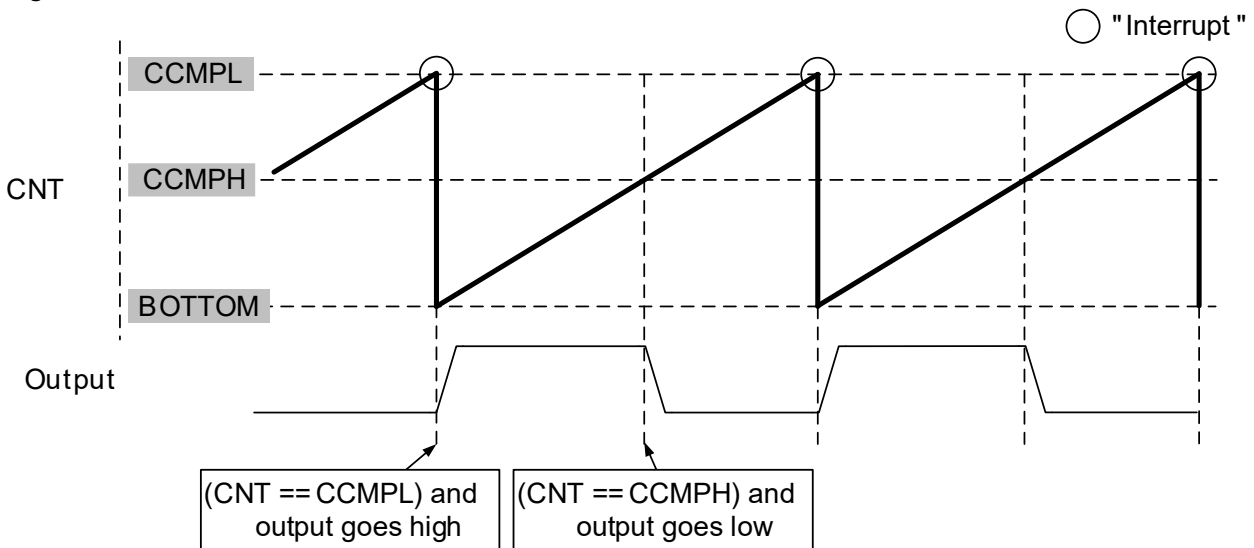 "Interrupt"
CCMPL
CNT
CCMPH
BOTTOM
Output
(CNT == CCMPL) and
output goes high
(CNT == CCMPH) and
output goes low